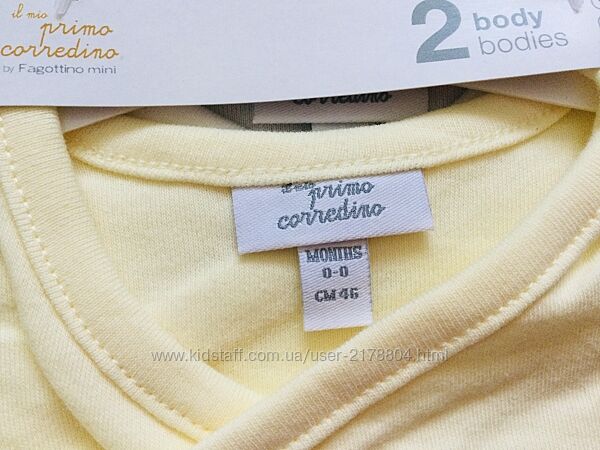 il mio
primo
corredino
by Fagottino mini
2 body
bodies
corredino
il mio
primo
corredino
MONTHS
0-0
CM 46
www.kidstaff.com.ua/user-2178804.html